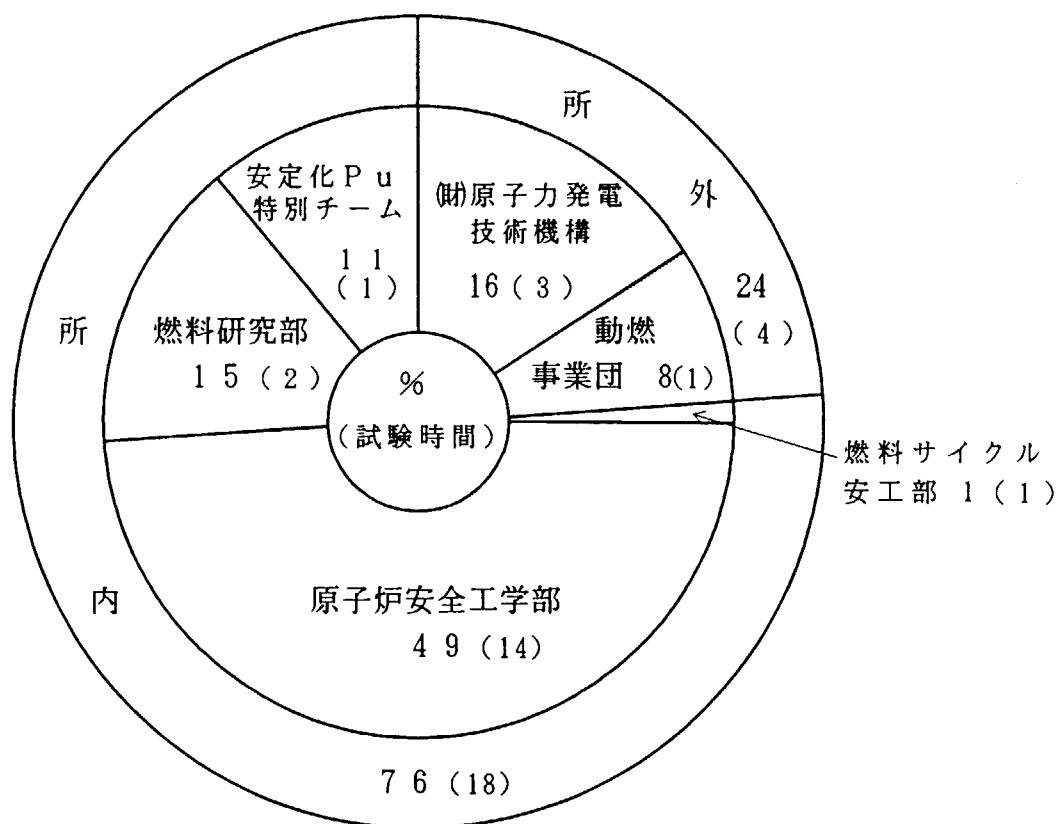 所
外
24
(4)
安定化Pu
特別チーム
11
(1)
(財)原子力発電
技術機構
16(3)
動燃
事業団 8(1)
燃料研究部
15(2)
%
(試験時間)
燃料サイクル
安工部 1(1)
原子炉安全工学部
49(14)
所
内
76(18)